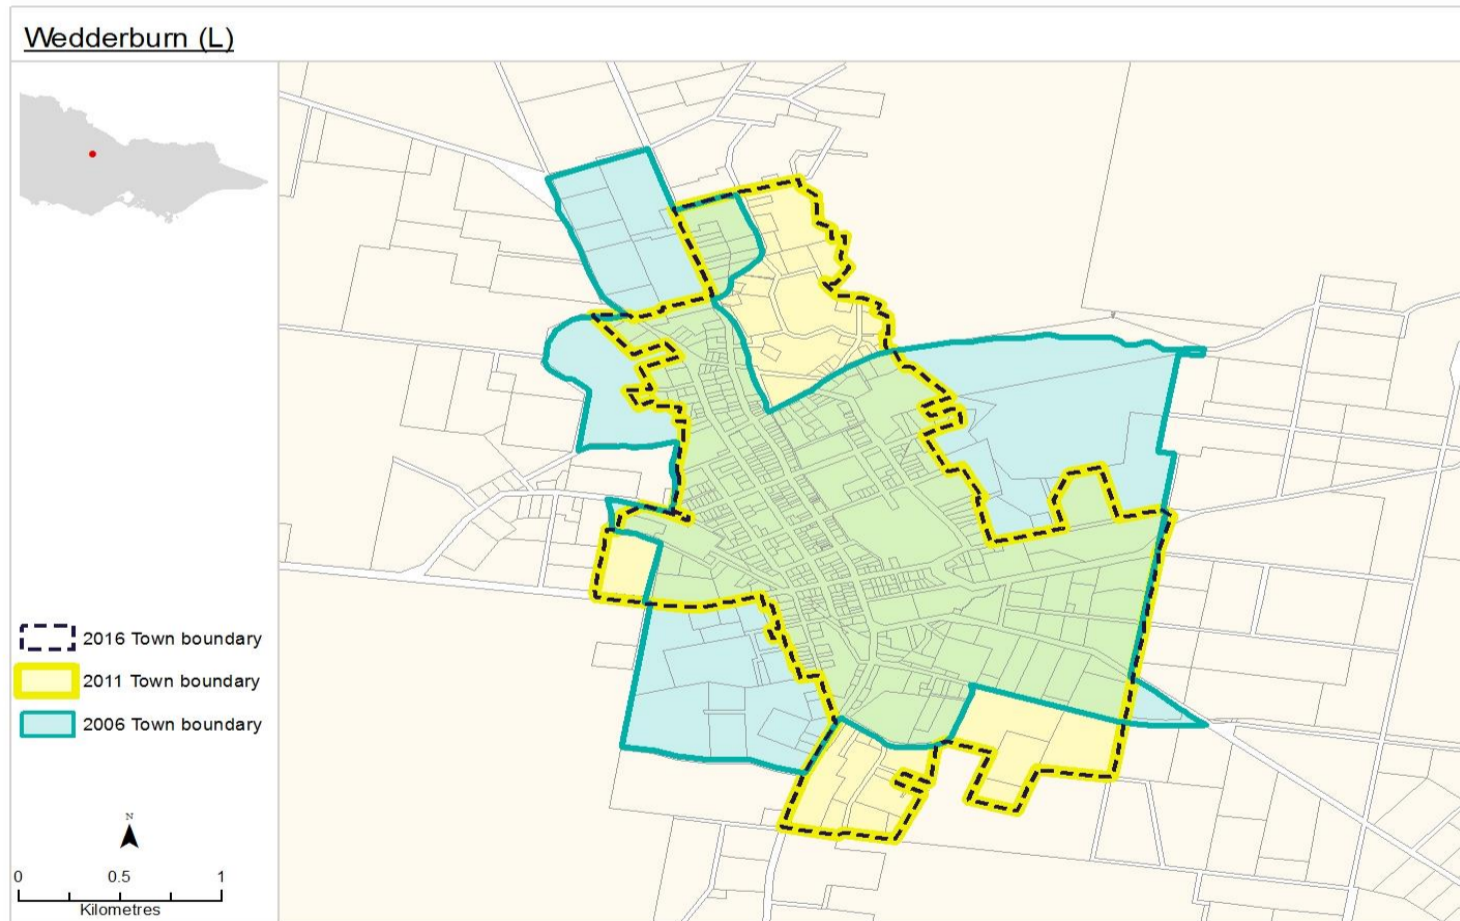 Wedderburn (L)
2016 Town boundary
2011 Town boundary
2006 Town boundary
N
0 0.5 1
Kilometres